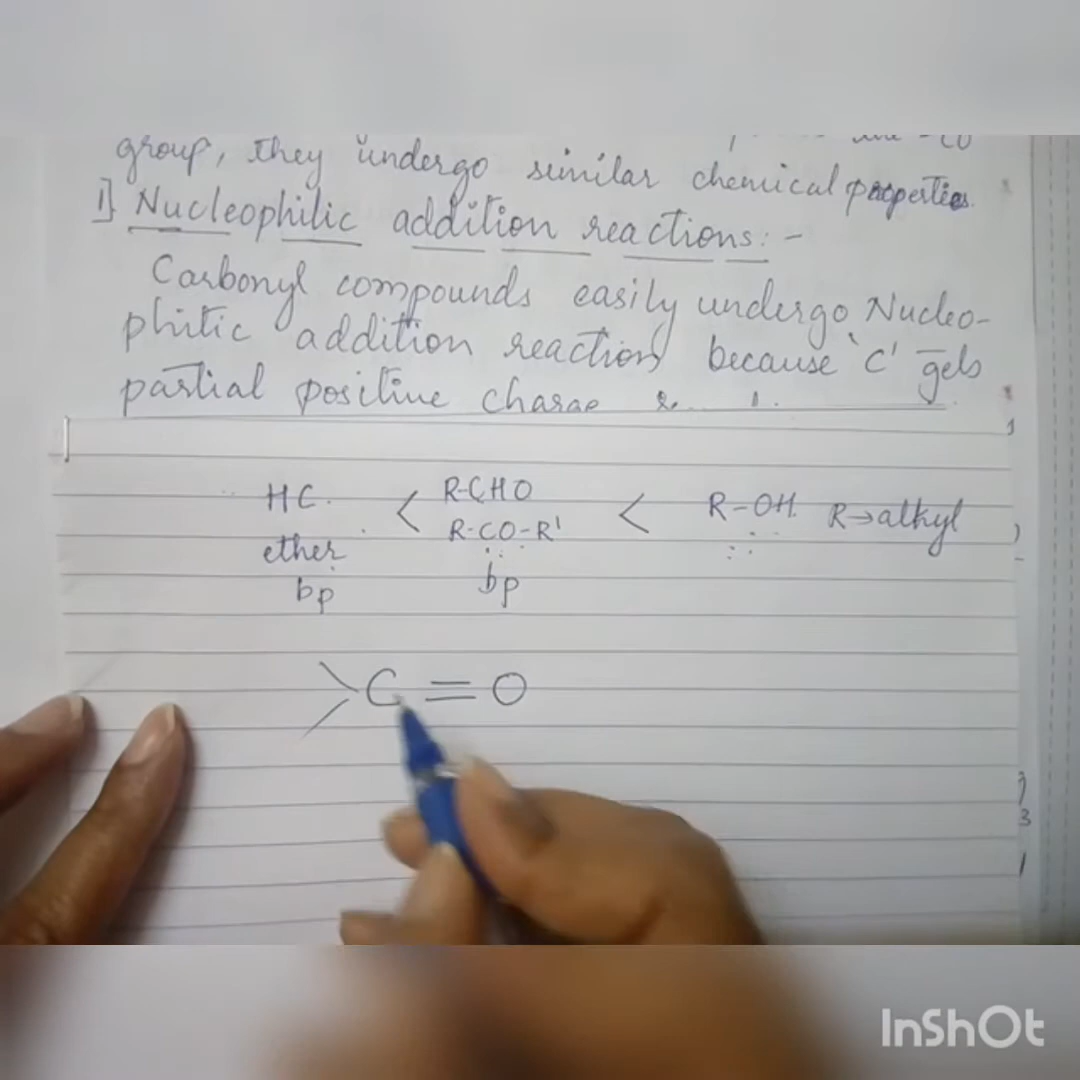 group, they undergo similar chemical properties.
1] Nucleophilic addition reactions:-
Carbonyl compounds easily undergo Nucleo-
philic addition reaction because 'C' gets
partial positive charge
HC. < R-CHO < R-OH. R→alkyl
ether R-CO-R'
bp bp
>C=O
InShOt